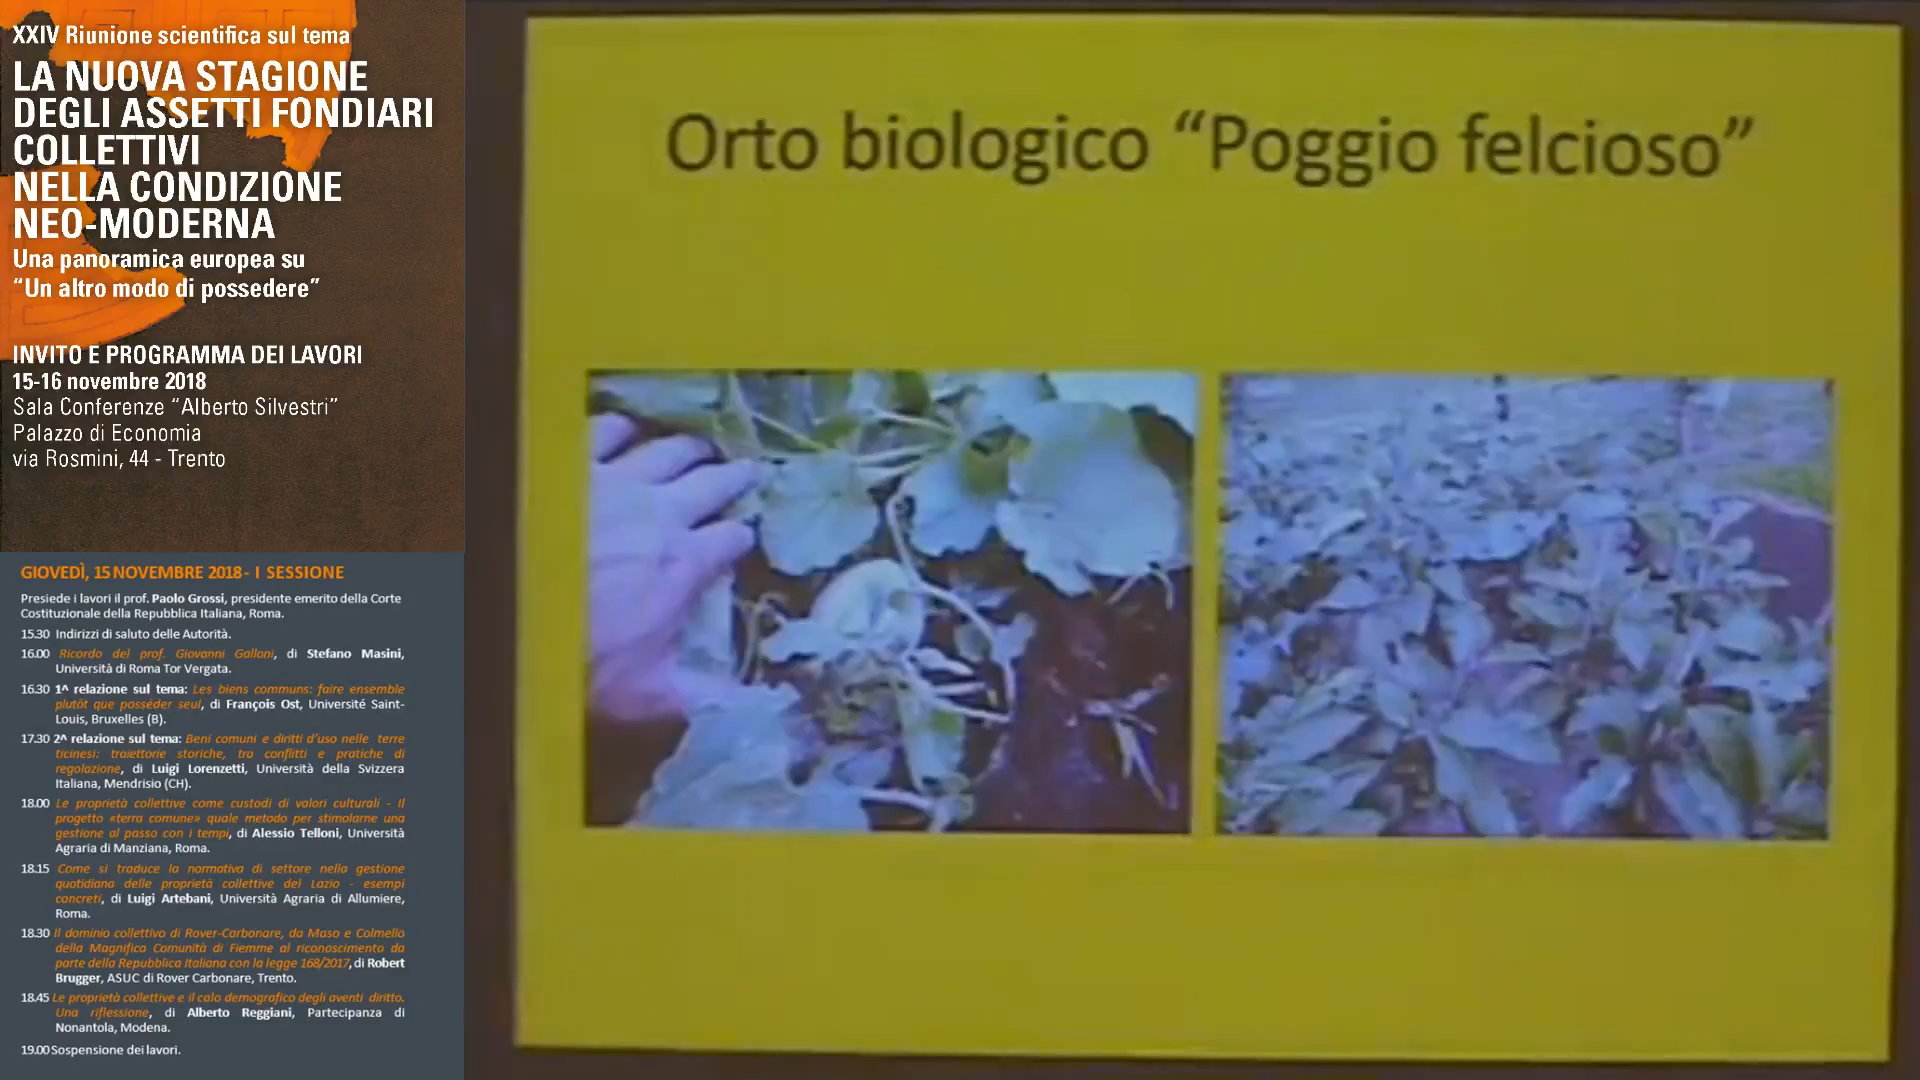 XXIV Riunione scientifica sul tema
LA NUOVA STAGIONE
DEGLI ASSETTI FONDIARI
COLLETTIVI
NELLA CONDIZIONE
NEO-MODERNA
Una panoramica europea su
“Un altro modo di possedere”
INVITO E PROGRAMMA DEI LAVORI
15-16 novembre 2018
Sala Conferenze “Alberto Silvestri”
Palazzo di Economia
via Rosmini, 44 - Trento
GIOVEDÌ, 15 NOVEMBRE 2018 - I SESSIONE
Presiede i lavori il prof. Paolo Grossi, presidente emerito della Corte
Costituzionale della Repubblica Italiana, Roma.
15.30 Indirizzi di saluto delle Autorità.
16.00 Ricordo del prof. Giovanni Galloni, di Stefano Masini,
Università di Roma Tor Vergata.
16.30 1^ relazione sul tema: Les biens communs: faire ensemble
plutôt que posséder seul, di François Ost, Université Saint-
Louis, Bruxelles (B).
17.30 2^ relazione sul tema: Beni comuni e diritti d’uso nelle terre
ticinesi: traiettorie storiche, tra conflitti e pratiche di
regolazione, di Luigi Lorenzetti, Università della Svizzera
Italiana, Mendrisio (CH).
18.00 Le proprietà collettive come custodi di valori culturali - Il
progetto «terra comune» quale metodo per stimolarne una
gestione al passo con i tempi, di Alessio Telloni, Università
Agraria di Manziana, Roma.
18.15 Come si traduce la normativa di settore nella gestione
quotidiana delle proprietà collettive del Lazio - esempi
concreti, di Luigi Artebani, Università Agraria di Allumiere,
Roma.
18.30 Il dominio collettivo di Rover-Carbonare, da Maso e Colmello
della Magnifica Comunità di Fiemme al riconoscimento da
parte della Repubblica Italiana con la legge 168/2017, di Robert
Brugger, ASUC di Rover Carbonare, Trento.
18.45 Le proprietà collettive e il calo demografico degli aventi diritto.
Una riflessione, di Alberto Reggiani, Partecipanza di
Nonantola, Modena.
19.00 Sospensione dei lavori.
Orto biologico “Poggio felcioso”